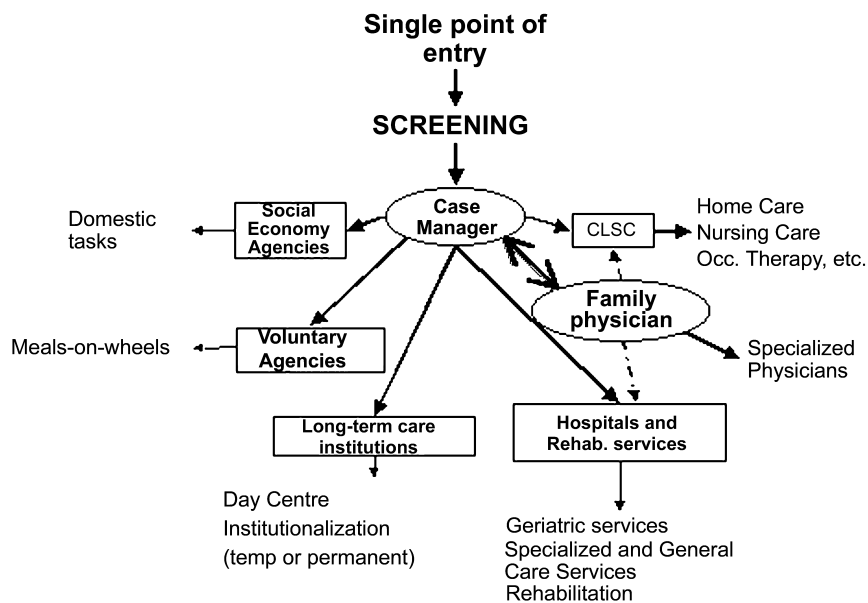 Single point of
entry
SCREENING
Case
Manager
Social
Economy
Agencies
Domestic
tasks
CLSC
Home Care
Nursing Care
Occ. Therapy, etc.
Family
physician
Specialized
Physicians
Voluntary
Agencies
Meals-on-wheels
Long-term care
institutions
Hospitals and
Rehab. services
Day Centre
Institutionalization
(temp or permanent)
Geriatric services
Specialized and General
Care Services
Rehabilitation